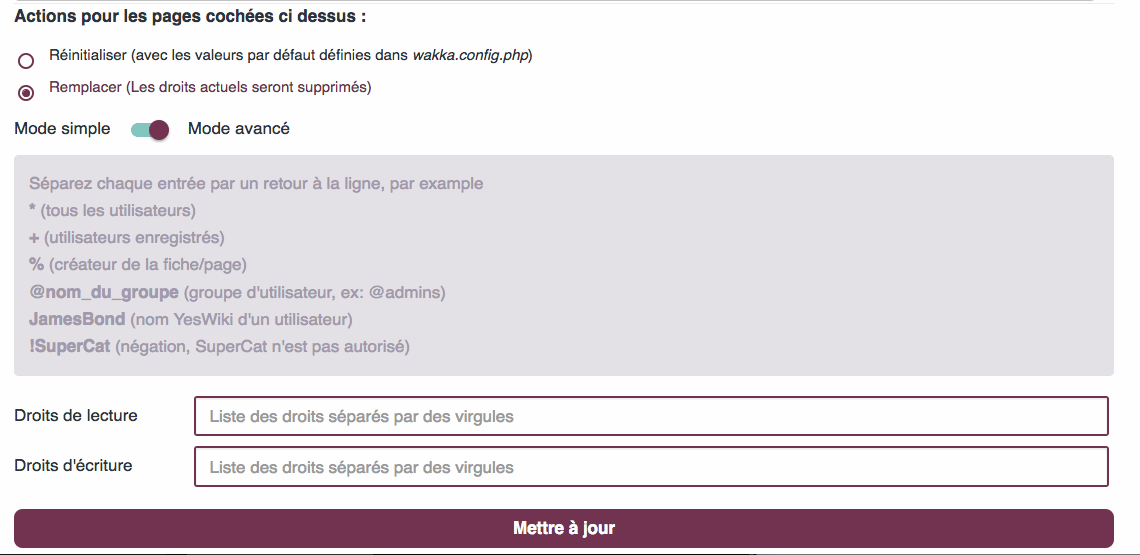 Actions pour les pages cochées ci dessus :
Réinitialiser (avec les valeurs par défaut définies dans wakka.config.php)
Remplacer (Les droits actuels seront supprimés)
Mode simple Mode avancé
Séparez chaque entrée par un retour à la ligne, par example
* (tous les utilisateurs)
+ (utilisateurs enregistrés)
% (créateur de la fiche/page)
@nom_du_groupe (groupe d'utilisateur, ex: @admins)
JamesBond (nom YesWiki d'un utilisateur)
!SuperCat (négation, SuperCat n'est pas autorisé)
Droits de lecture Liste des droits séparés par des virgules
Droits d'écriture Liste des droits séparés par des virgules
Mettre à jour